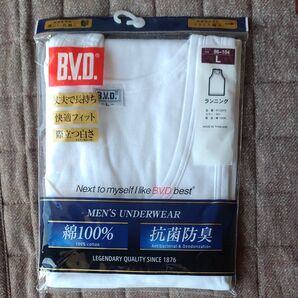 B.V.D.
丈夫で長持ち
快適フィット
際立つ白さ
B.V.D.
L
96-104
L
ランニング
Next to myself I like B.V.D. best
MEN'S UNDERWEAR
綿100%
100% cotton
抗菌防臭
Antibacterial & Deodorization
LEGENDARY QUALITY SINCE 1876